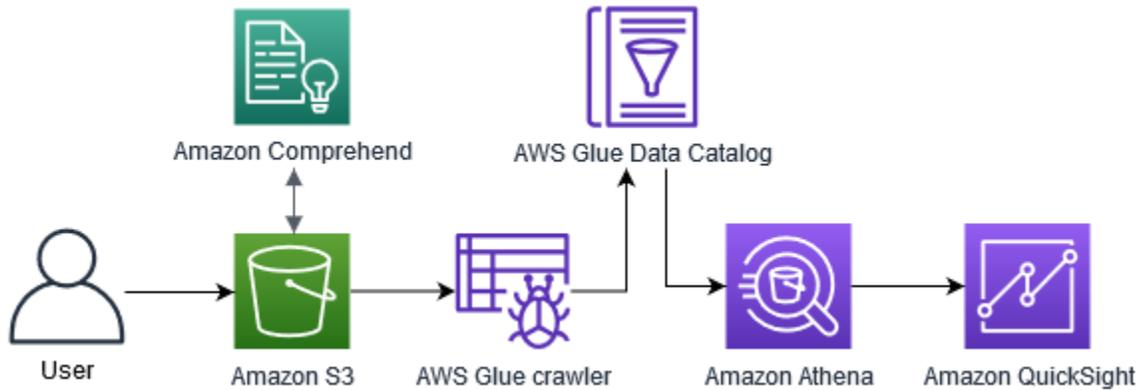 Amazon Comprehend
AWS Glue Data Catalog
User
Amazon S3
AWS Glue crawler
Amazon Athena
Amazon QuickSight